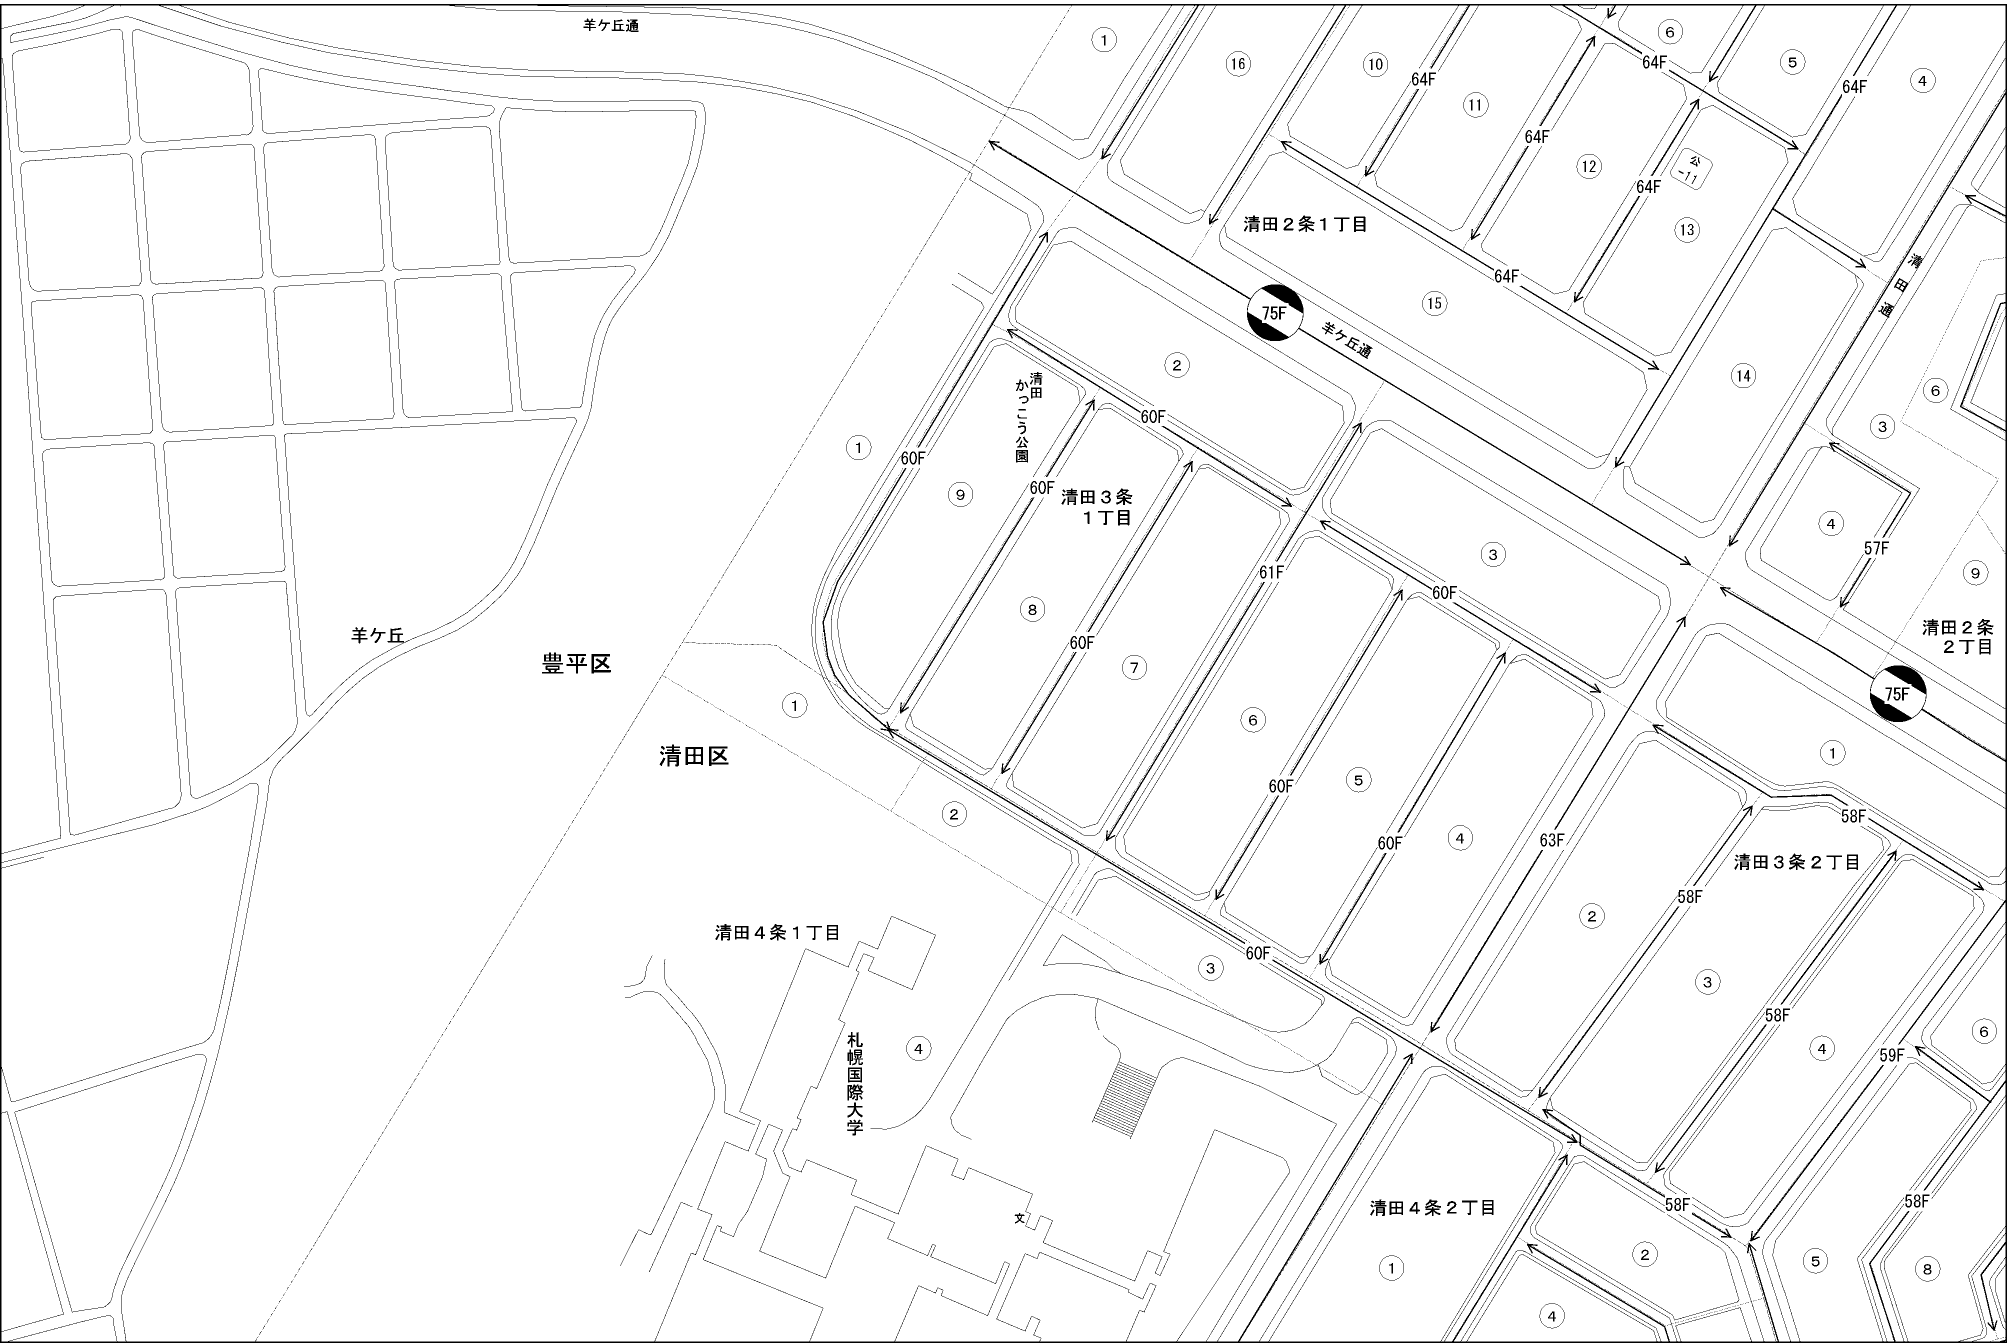 羊ケ丘通
①
⑯
⑩
64F
⑪
⑥
64F
⑤
64F
④
64F
⑫
公
-11
64F
⑬
清田２条１丁目
64F
⑮
75F
羊ケ丘通
⑭
清田通
⑥
③
②
清田
かっこう公園
60F
①
60F
⑨
60F
清田３条
１丁目
③
④
57F
⑨
61F
60F
⑧
60F
⑦
清田２条
２丁目
羊ケ丘
豊平区
75F
①
⑥
清田区
60F
⑤
①
②
60F
④
63F
58F
清田３条２丁目
58F
②
清田４条１丁目
60F
③
③
58F
④
⑥
59F
札幌国際大学
④
58F
58F
文
清田４条２丁目
①
②
⑤
⑧
④